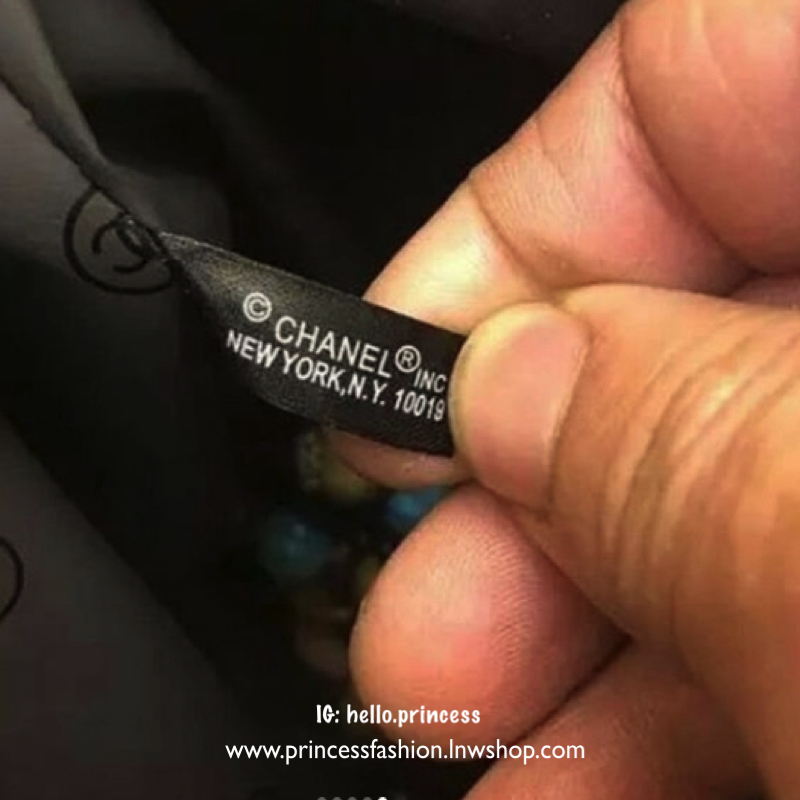 © CHANEL® INC
NEW YORK, N.Y. 10019
IG: hello.princess
www.princessfashion.lnwshop.com